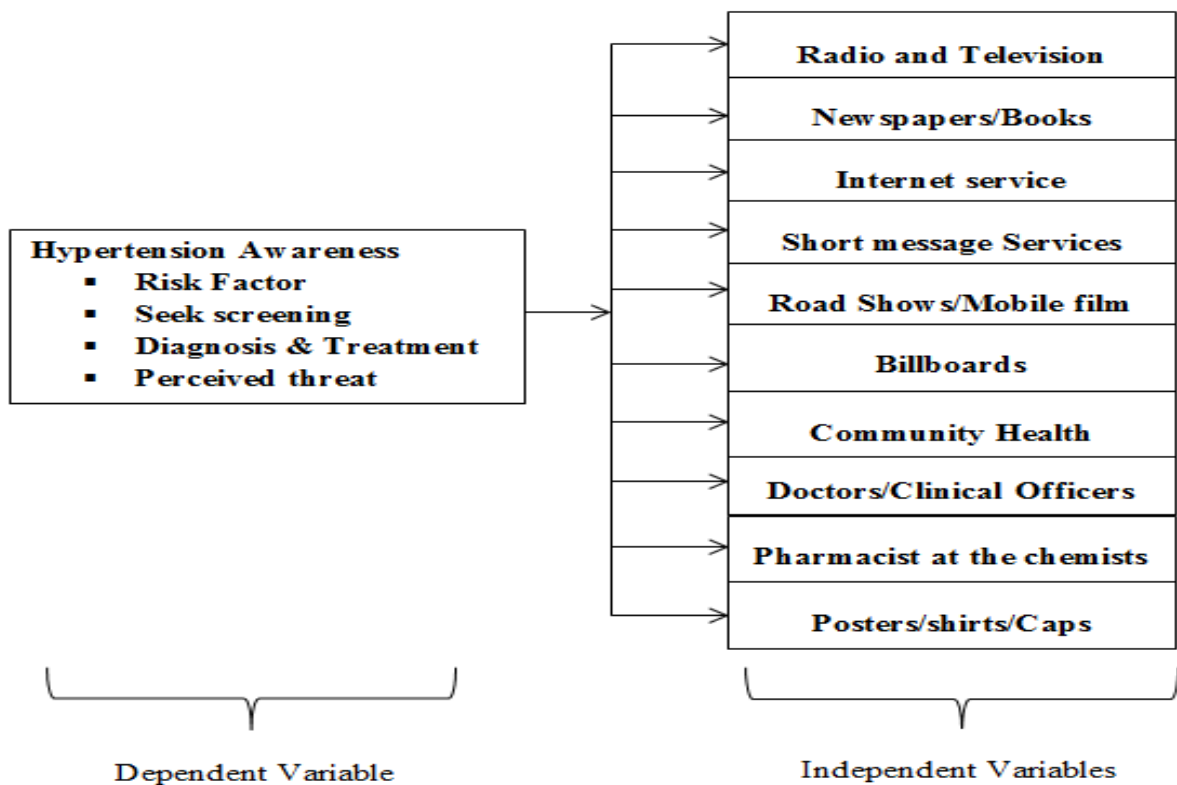 Hypertension Awareness
▪ Risk Factor
▪ Seek screening
▪ Diagnosis & Treatment
▪ Perceived threat
Radio and Television
Newspapers/Books
Internet service
Short message Services
Road Shows/Mobile film
Billboards
Community Health
Doctors/Clinical Officers
Pharmacist at the chemists
Posters/shirts/Caps
Dependent Variable
Independent Variables